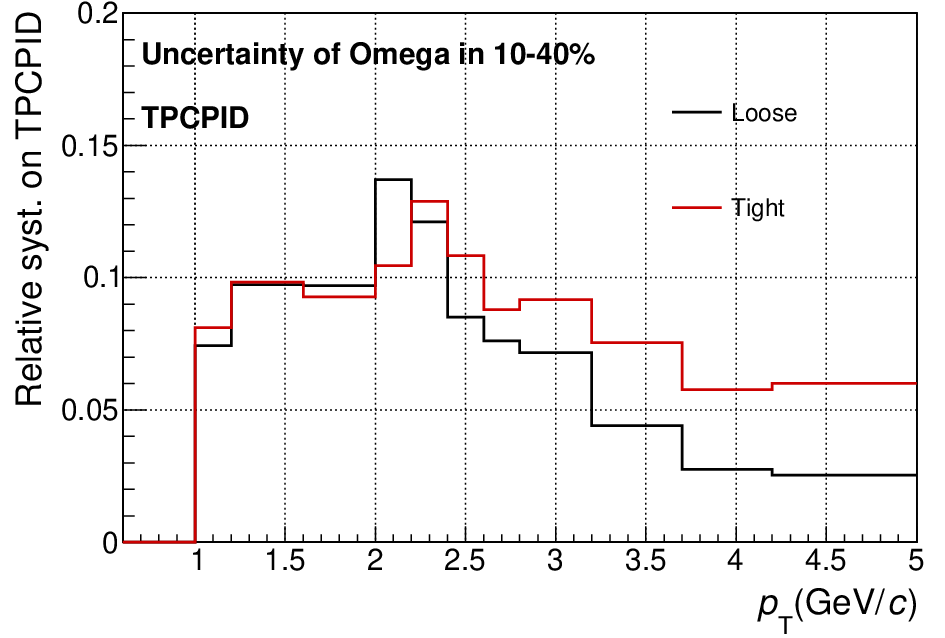 Relative syst. on TPCPID
0.2
0.15
0.1
0.05
0
Uncertainty of Omega in 10-40%
TPCPID
Loose
Tight
1 1.5 2 2.5 3 3.5 4 4.5 5
pT(GeV/c)